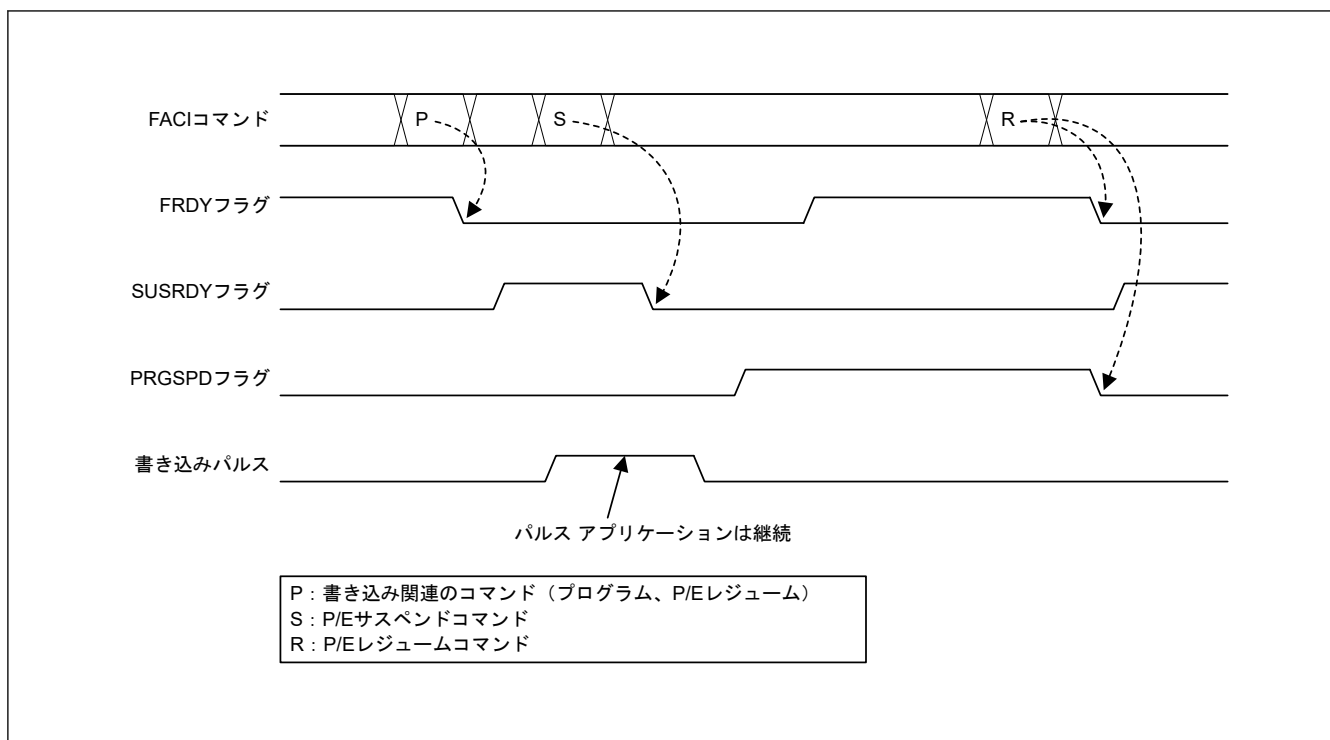 FACIコマンド
P
S
R
FRDYフラグ
SUSRDYフラグ
PRGSPDフラグ
書き込みパルス
パルス アプリケーションは継続
P：書き込み関連のコマンド（プログラム、P/Eレジューム）
S：P/Eサスペンドコマンド
R：P/Eレジュームコマンド